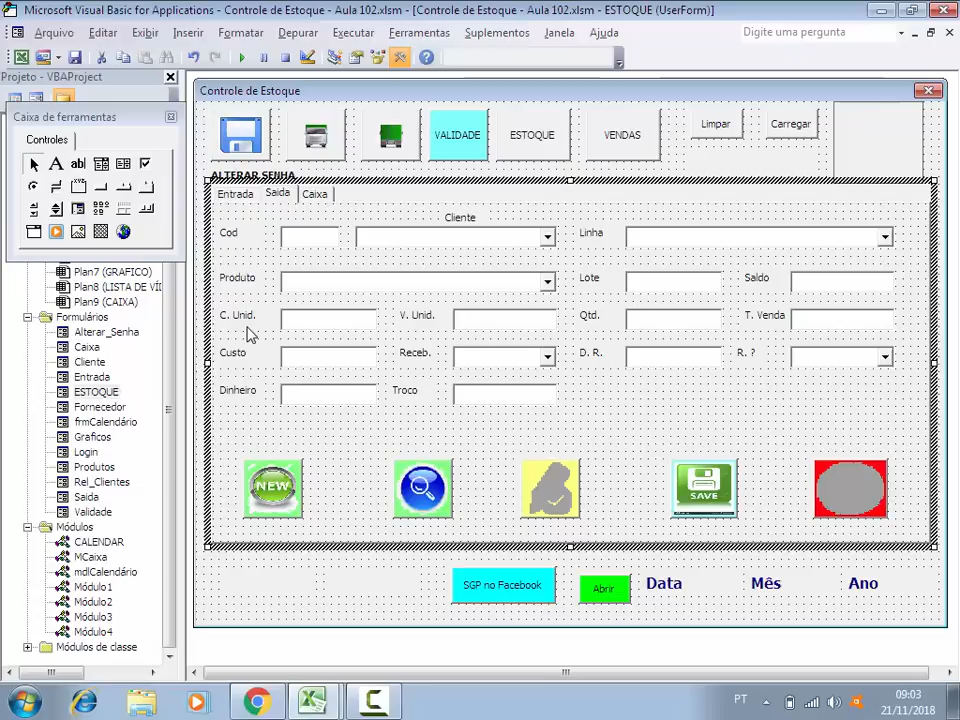 Microsoft Visual Basic for Applications - Controle de Estoque - Aula 102.xlsm - [Controle de Estoque - Aula 102.xlsm - ESTOQUE (UserForm)]
Arquivo Editar Exibir Inserir Formatar Depurar Executar Ferramentas Suplementos Janela Ajuda
Digite uma pergunta
Projeto - VBAProject
Caixa de ferramentas
Controles
Plan7 (GRAFICO)
Plan8 (LISTA DE VÍ
Plan9 (CAIXA)
Formulários
Alterar_Senha
Caixa
Cliente
Entrada
ESTOQUE
Fornecedor
frmCalendário
Graficos
Login
Produtos
Rel_Clientes
Saida
Validade
Módulos
CALENDAR
MCaixa
mdlCalendário
Módulo1
Módulo2
Módulo3
Módulo4
Módulos de classe
Controle de Estoque
VALIDADE
ESTOQUE
VENDAS
Limpar
Carregar
ALTERAR SENHA
Entrada Saida Caixa
Cliente
Cod
Linha
Produto
Lote
Saldo
C. Unid.
V. Unid.
Qtd.
T. Venda
Custo
Receb.
D. R.
R. ?
Dinheiro
Troco
NEW
SAVE
SGP no Facebook
Abrir
Data
Mês
Ano
PT
09:03
21/11/2018